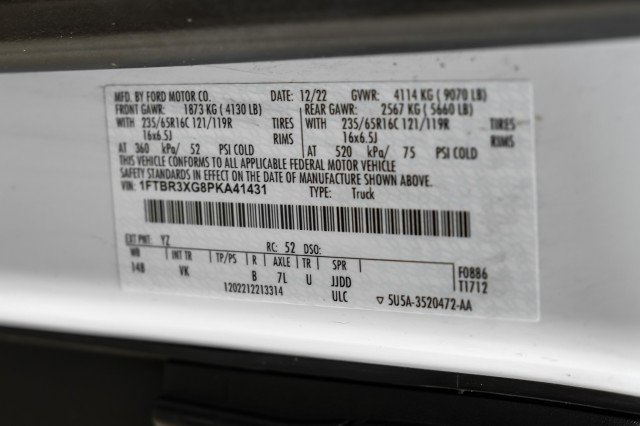 MFD. BY FORD MOTOR CO. DATE: 12/22 GVWR: 4114 KG ( 9070 LB)
FRONT GAWR: 1873 KG ( 4130 LB) REAR GAWR: 2567 KG ( 5660 LB)
WITH 235/65R16C 121/119R TIRES WITH 235/65R16C 121/119R TIRES
16x6.5J RIMS 16x6.5J RIMS
AT 360 kPa/ 52 PSI COLD AT 520 kPa/ 75 PSI COLD
THIS VEHICLE CONFORMS TO ALL APPLICABLE FEDERAL MOTOR VEHICLE
SAFETY STANDARDS IN EFFECT ON THE DATE OF MANUFACTURE SHOWN ABOVE.
VIN: 1FTBR3XG8PKA41431 TYPE: Truck
EXT PNT: YZ RC: 52 DSO:
WB INT TR TP/PS R AXLE TR SPR
148 VK B 7L U JJDD F0886
1202212213314 ULC T1712
▽ 5U5A-3520472-AA